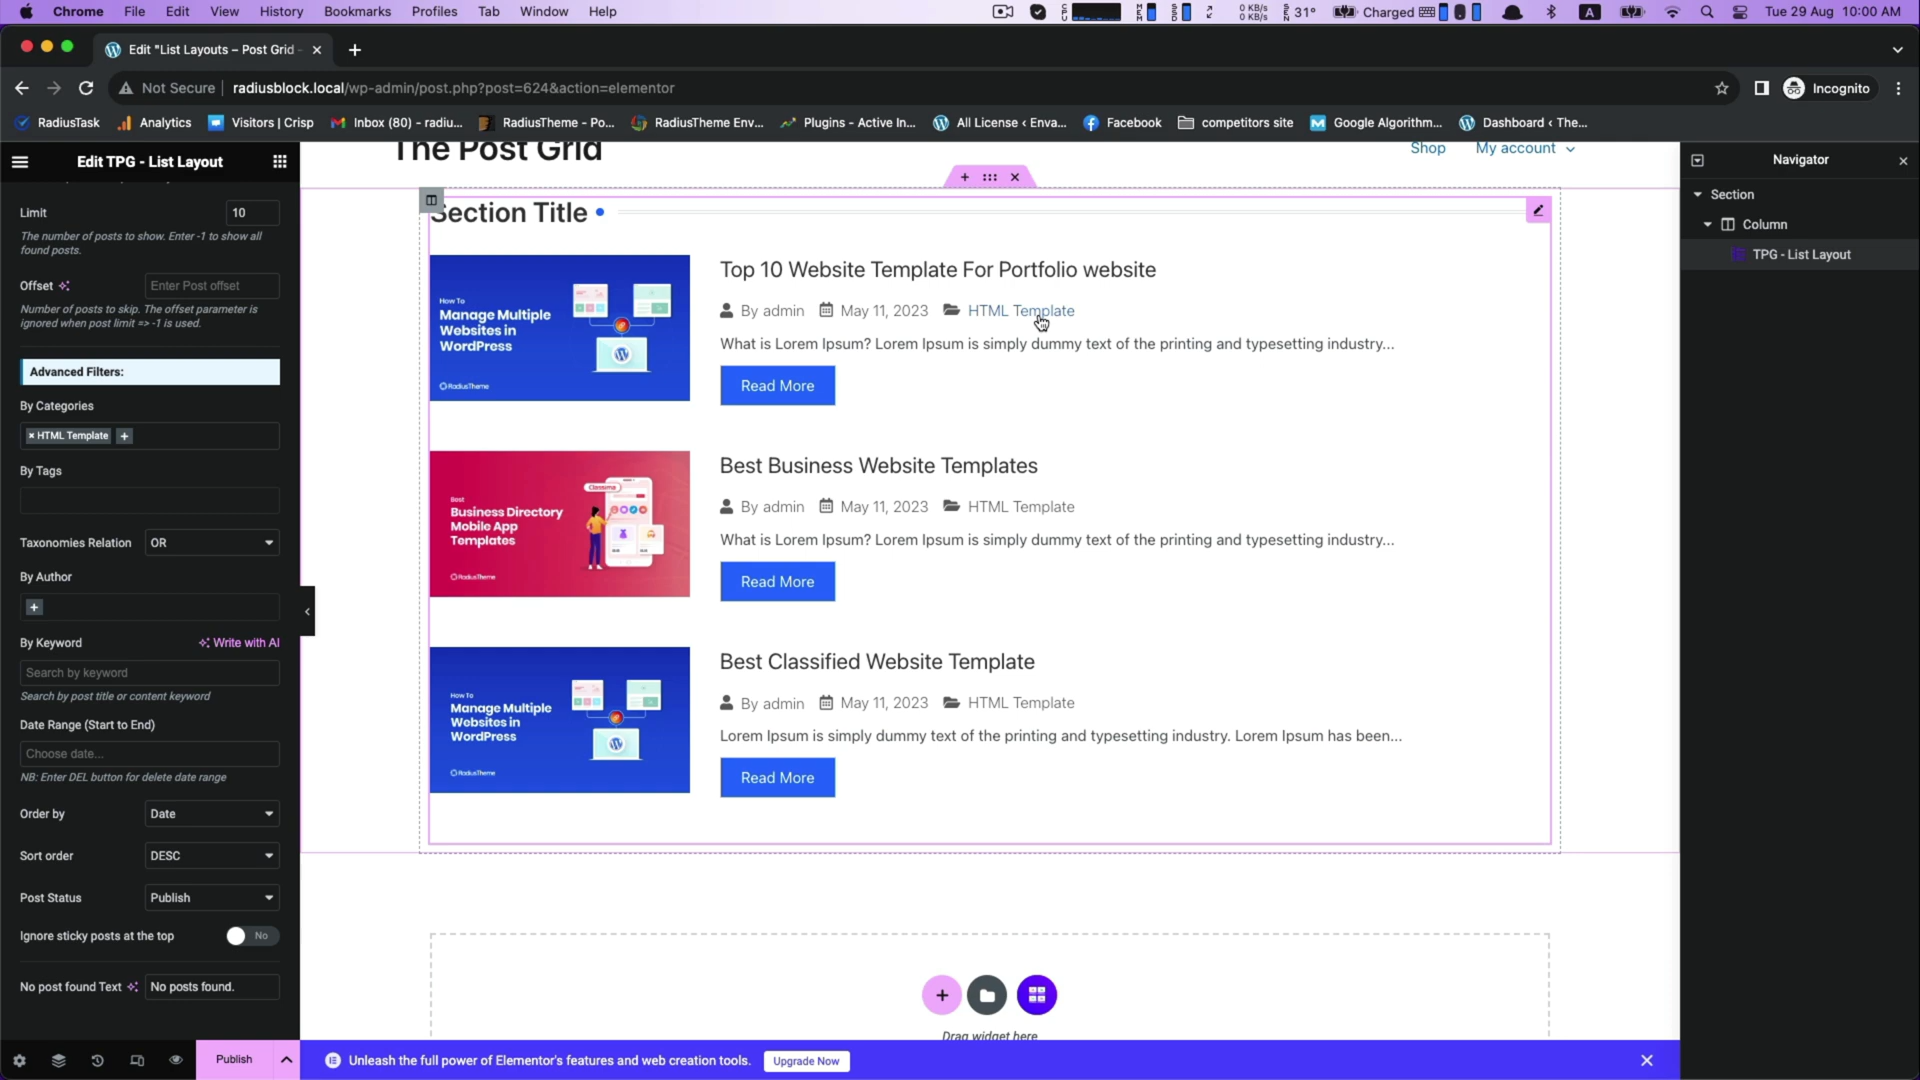 Chrome File Edit View History Bookmarks Profiles Tab Window Help
0 KB/s
0 KB/s
31°
Charged
A
Tue 29 Aug 10:00 AM
Edit "List Layouts – Post Grid -
Not Secure
radiusblock.local/wp-admin/post.php?post=624&action=elementor
Incognito
RadiusTask
Analytics
Visitors | Crisp
Inbox (80) - radiu...
RadiusTheme - Po...
RadiusTheme Env...
Plugins - Active In...
All License ‹ Enva...
Facebook
competitors site
Google Algorithm...
Dashboard ‹ The...
Edit TPG - List Layout
Limit
10
The number of posts to show. Enter -1 to show all
found posts.
Offset
Enter Post offset
Number of posts to skip. The offset parameter is
ignored when post limit => -1 is used.
Advanced Filters:
By Categories
× HTML Template
+
By Tags
Taxonomies Relation
OR
By Author
+
By Keyword
Write with AI
Search by keyword
Search by post title or content keyword
Date Range (Start to End)
Choose date...
NB: Enter DEL button for delete date range
Order by
Date
Sort order
DESC
Post Status
Publish
Ignore sticky posts at the top
No
No post found Text
No posts found.
Publish
The Post Grid
Shop
My account
Section Title
How To
Manage Multiple
Websites in
WordPress
RadiusTheme
Top 10 Website Template For Portfolio website
By admin May 11, 2023 HTML Template
What is Lorem Ipsum? Lorem Ipsum is simply dummy text of the printing and typesetting industry...
Read More
Best
Business Directory
Mobile App
Templates
RadiusTheme
Classima
Best Business Website Templates
By admin May 11, 2023 HTML Template
What is Lorem Ipsum? Lorem Ipsum is simply dummy text of the printing and typesetting industry...
Read More
How To
Manage Multiple
Websites in
WordPress
RadiusTheme
Best Classified Website Template
By admin May 11, 2023 HTML Template
Lorem Ipsum is simply dummy text of the printing and typesetting industry. Lorem Ipsum has been...
Read More
Drag widget here
Unleash the full power of Elementor's features and web creation tools.
Upgrade Now
Navigator
Section
Column
TPG - List Layout